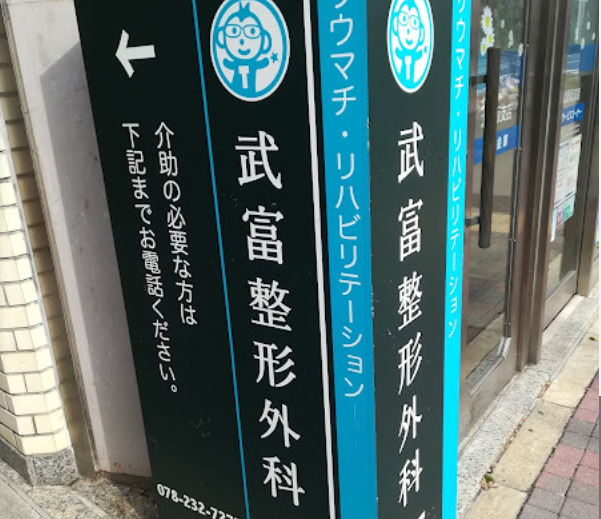 介助の必要な方は
下記までお電話ください。
武富整形外科
ウマチ・リハビリテーション
武富整形外科
ウマチ・リハビリテーション